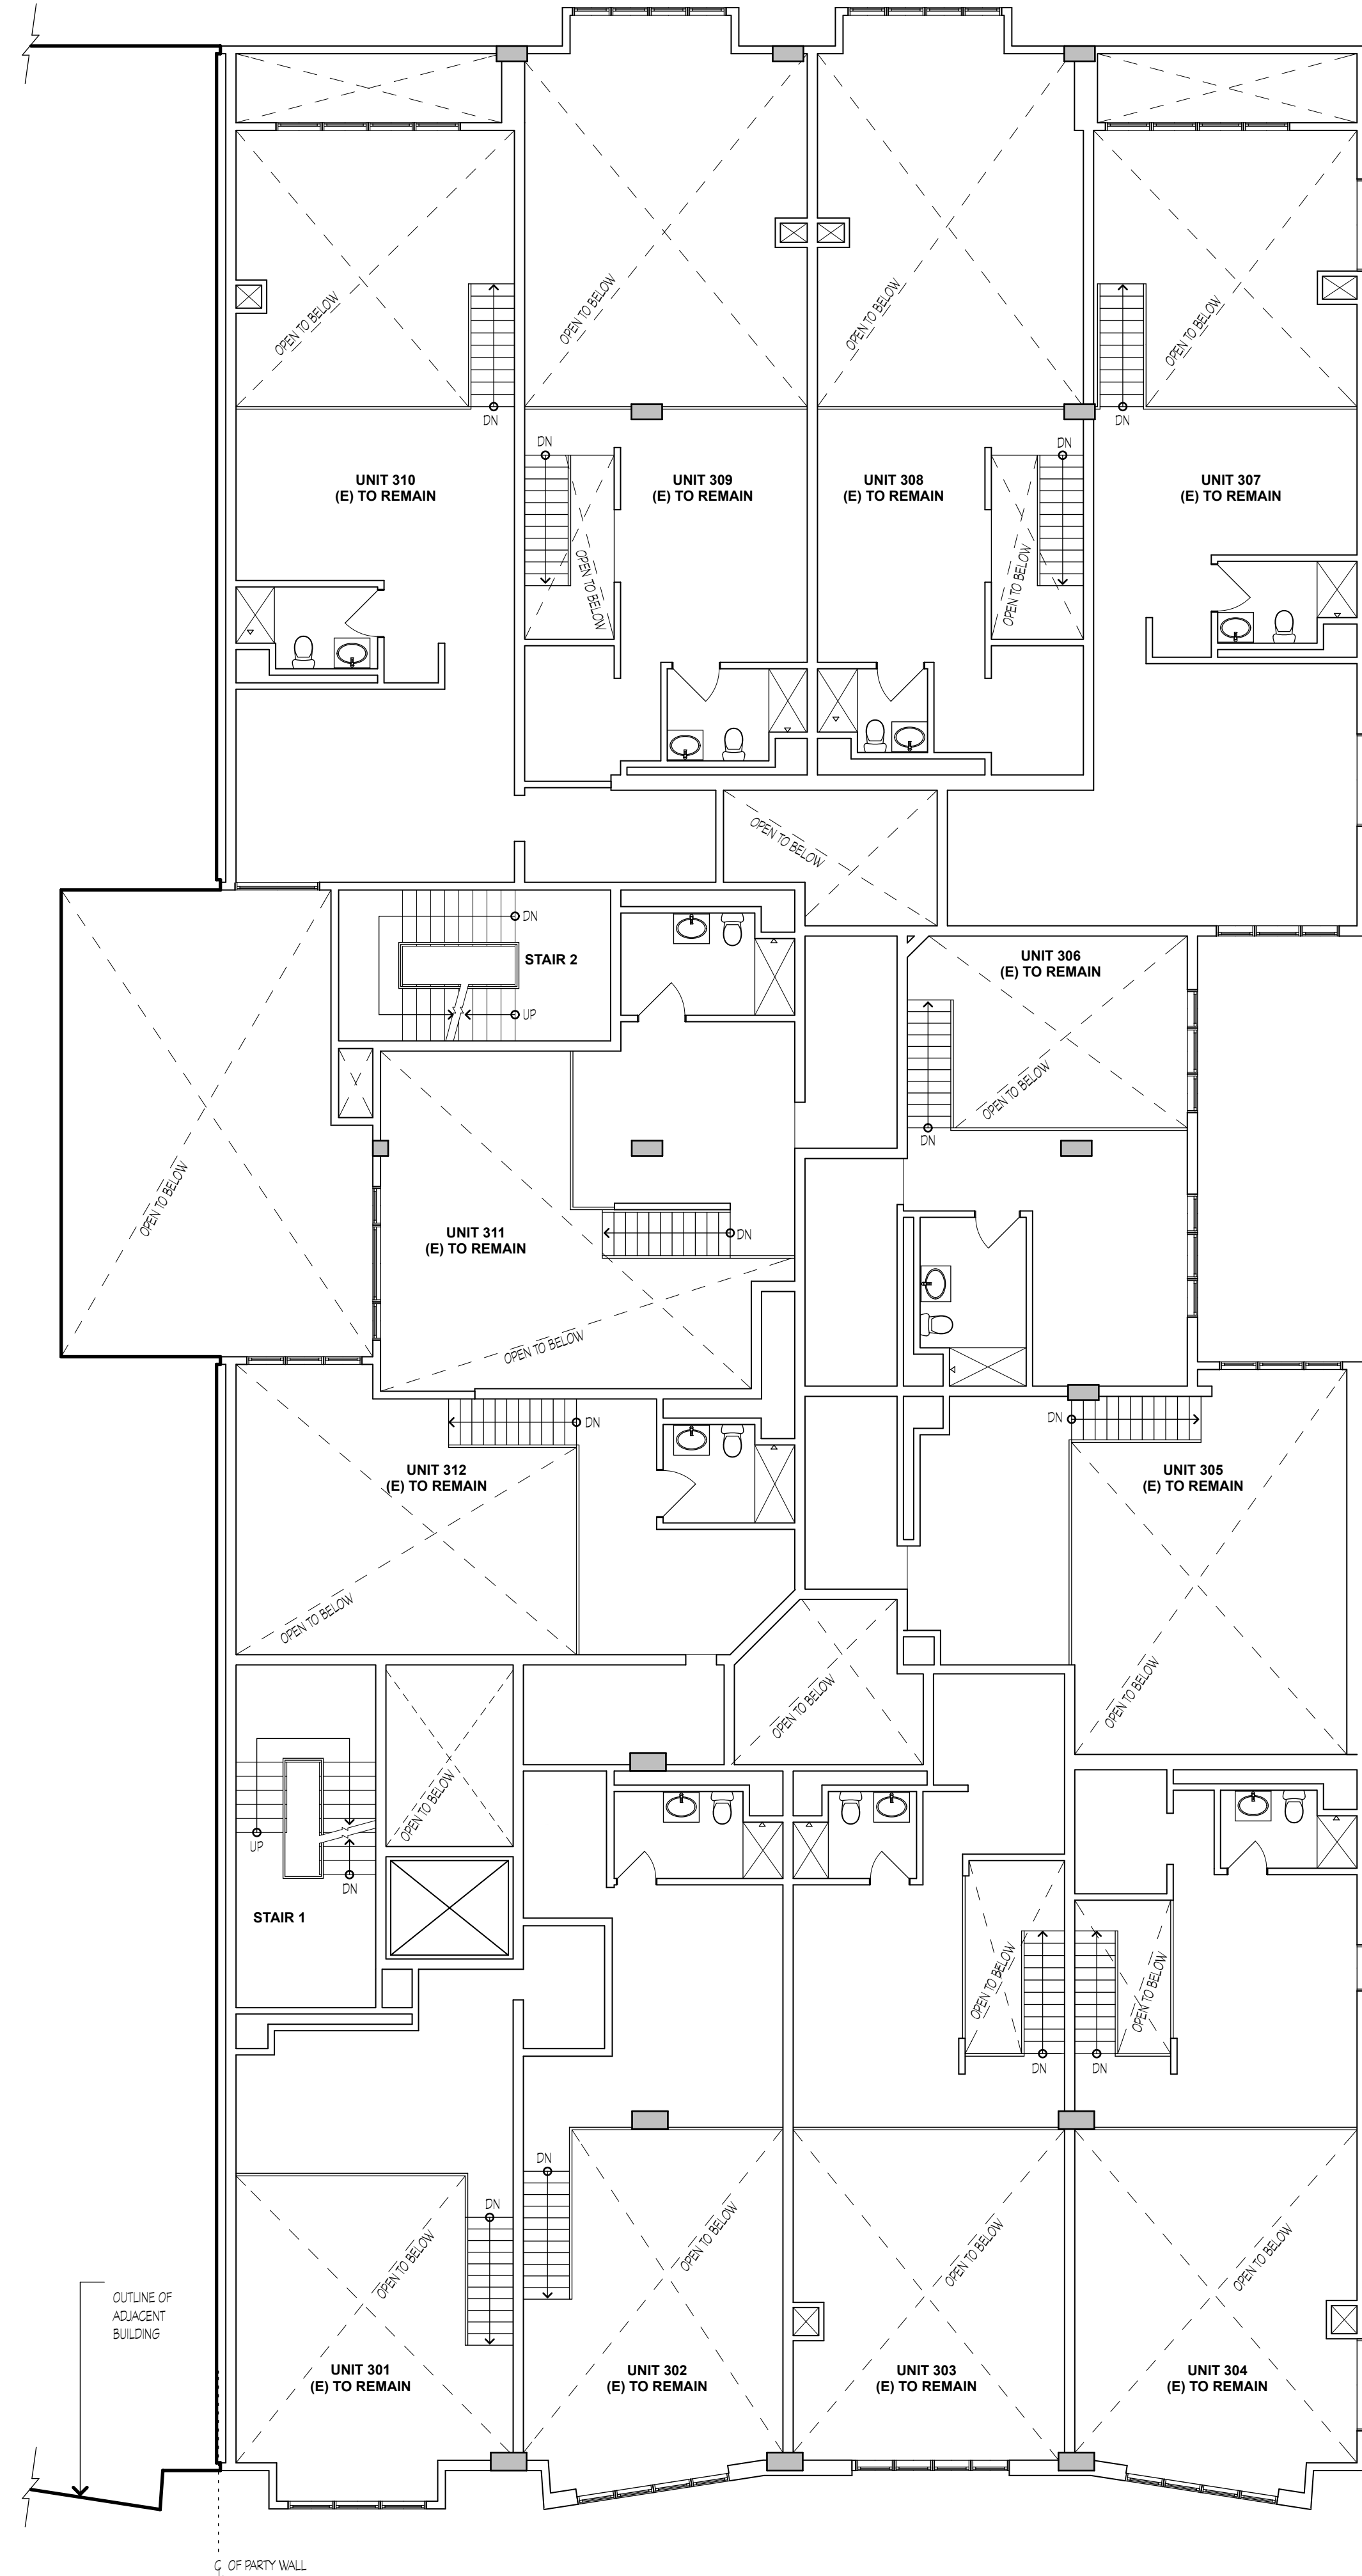 OPEN TO BELOW
OPEN TO BELOW
OPEN TO BELOW
OPEN TO BELOW
DN
DN
DN
DN
UNIT 310
(E) TO REMAIN
UNIT 309
(E) TO REMAIN
UNIT 308
(E) TO REMAIN
UNIT 307
(E) TO REMAIN
OPEN TO BELOW
OPEN TO BELOW
OPEN TO BELOW
DN
STAIR 2
UP
UNIT 306
(E) TO REMAIN
OPEN TO BELOW
DN
OPEN TO BELOW
UNIT 311
(E) TO REMAIN
DN
OPEN TO BELOW
DN
DN
UNIT 312
(E) TO REMAIN
UNIT 305
(E) TO REMAIN
OPEN TO BELOW
OPEN TO BELOW
OPEN TO BELOW
OPEN TO BELOW
UP
DN
STAIR 1
OPEN TO BELOW
OPEN TO BELOW
DN
DN
DN
DN
OPEN TO BELOW
OPEN TO BELOW
OPEN TO BELOW
OPEN TO BELOW
OUTLINE OF
ADJACENT
BUILDING
UNIT 301
(E) TO REMAIN
UNIT 302
(E) TO REMAIN
UNIT 303
(E) TO REMAIN
UNIT 304
(E) TO REMAIN
℄ OF PARTY WALL